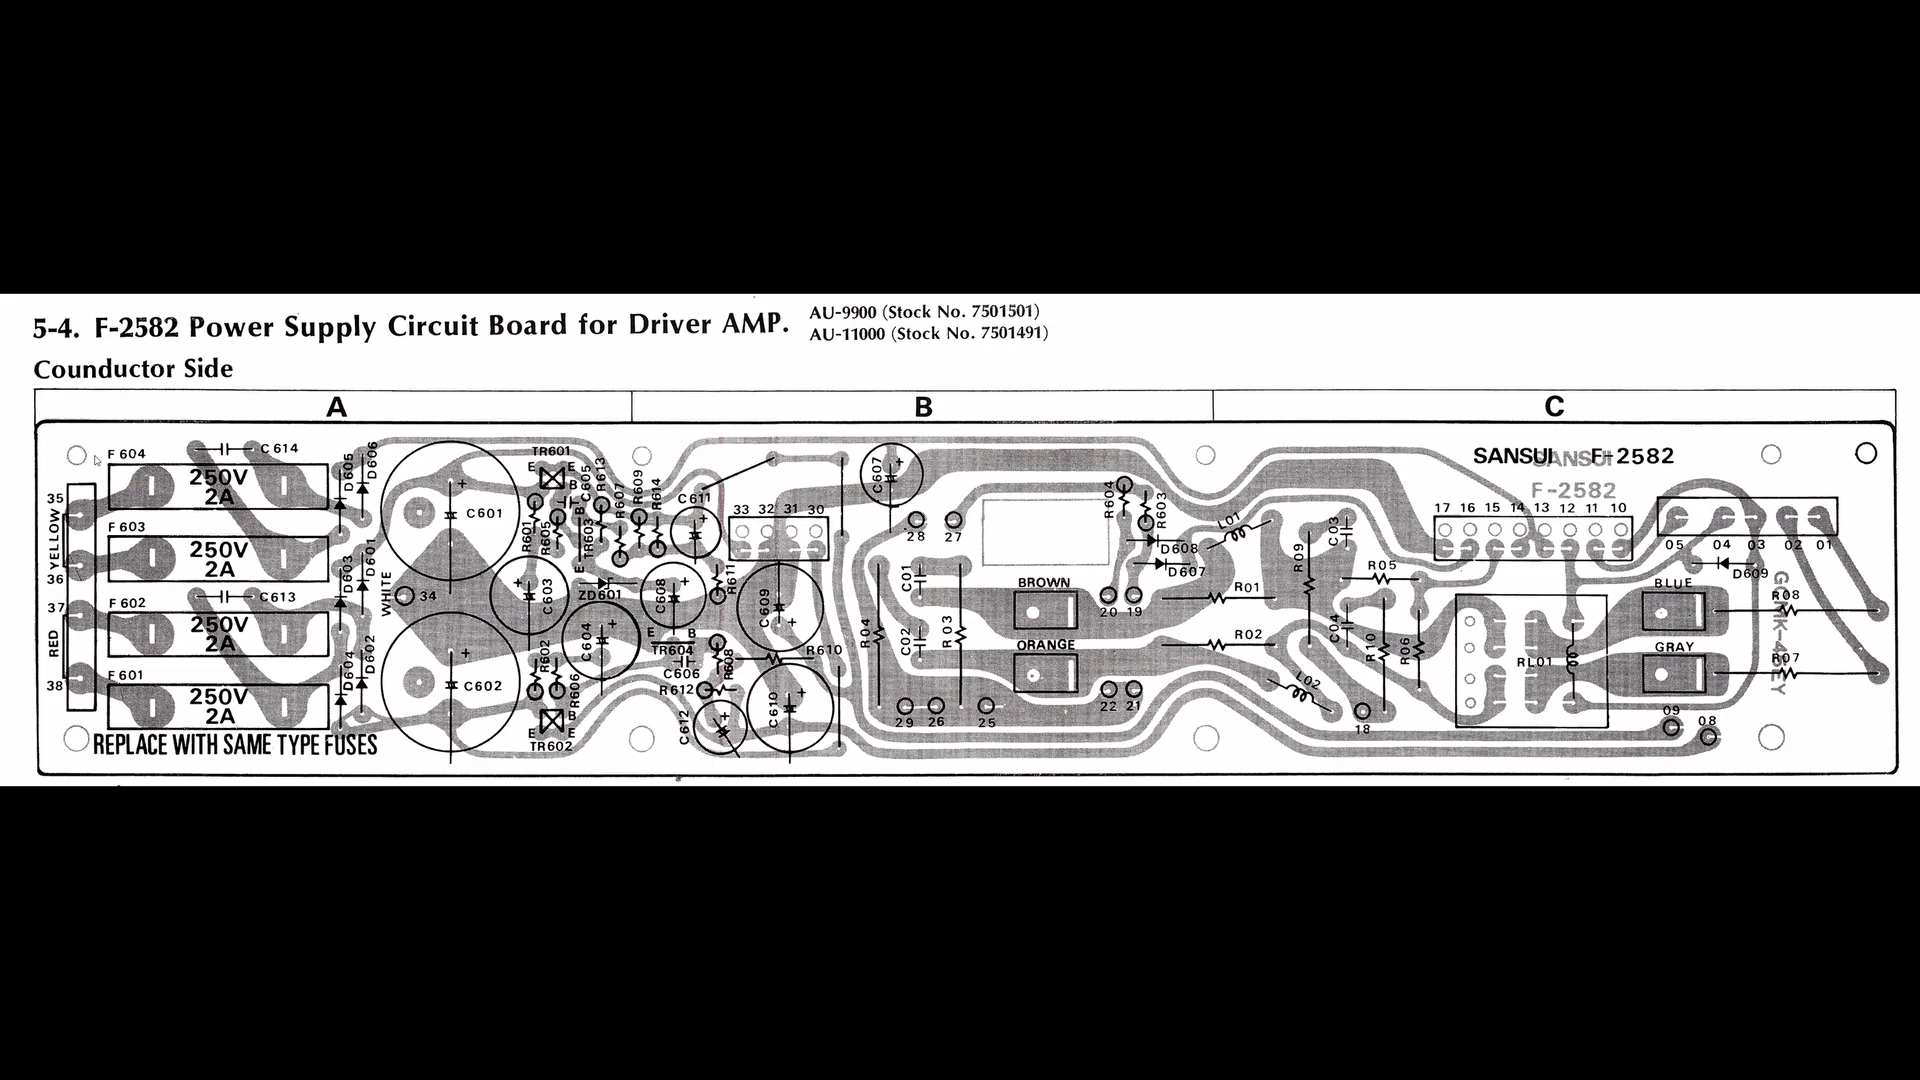 5-4. F-2582 Power Supply Circuit Board for Driver AMP.
AU-9900 (Stock No. 7501501)
AU-11000 (Stock No. 7501491)
Counductor Side
A
B
C
F 604
250V
2A
C 614
F 603
250V
2A
F 602
250V
2A
C 613
F 601
250V
2A
REPLACE WITH SAME TYPE FUSES
35
YELLOW
36
37
RED
38
D605
D606
D603
D601
D604
D602
WHITE
34
C601
C602
TR601
E
E
B
C605
R613
R607
R609
R614
R601
R605
B
TR603
E
C603
ZD601
C604
R602
R606
B
E
E
TR602
C611
C608
R611
E
B
TR604
C606
R608
R612
C612
R610
C609
C610
33
32
31
30
C607
28
27
C01
C02
R04
R03
29
26
25
BROWN
ORANGE
R604
R603
D608
D607
20
19
22
21
L01
R01
R02
L02
R09
C03
R05
C04
R10
R06
18
SANSUI F-2582
SANSUI
F-2582
17
16
15
14
13
12
11
10
RL01
05
04
03
02
01
D609
BLUE
GRAY
R08
R07
09
08